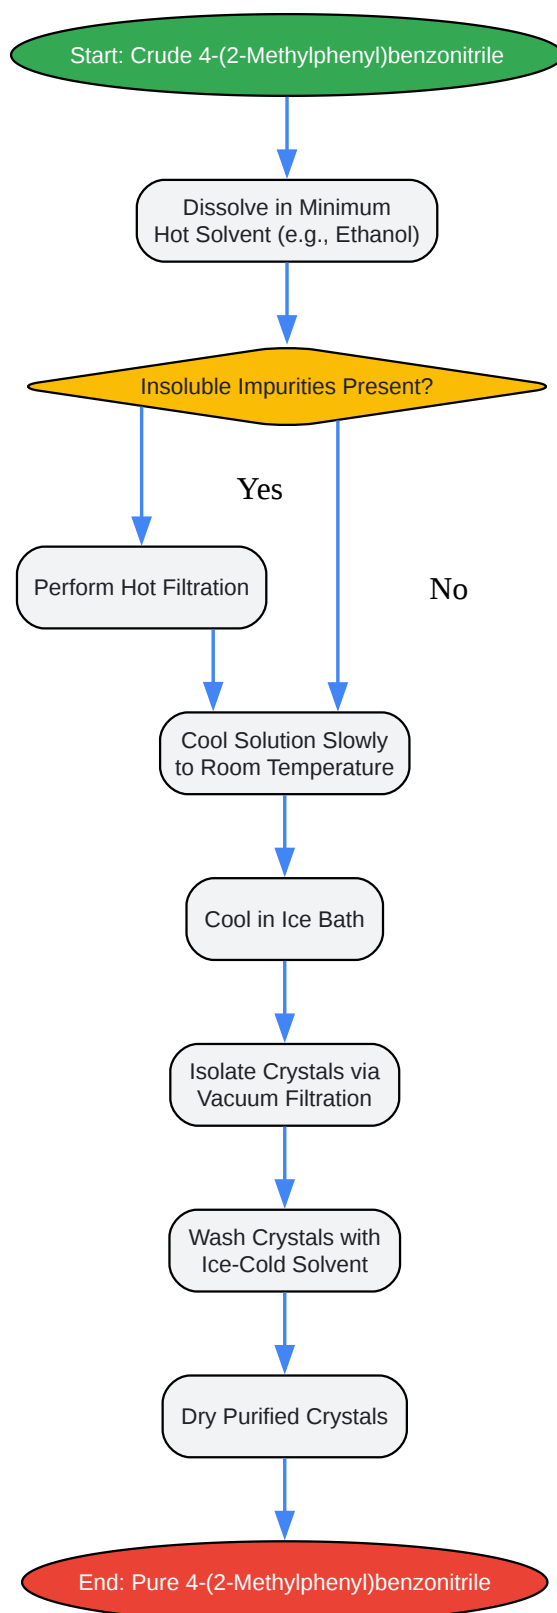 Start: Crude 4-(2-Methylphenyl)benzonitrile
Dissolve in Minimum
Hot Solvent (e.g., Ethanol)
Insoluble Impurities Present?
Yes
Perform Hot Filtration
No
Cool Solution Slowly
to Room Temperature
Cool in Ice Bath
Isolate Crystals via
Vacuum Filtration
Wash Crystals with
Ice-Cold Solvent
Dry Purified Crystals
End: Pure 4-(2-Methylphenyl)benzonitrile